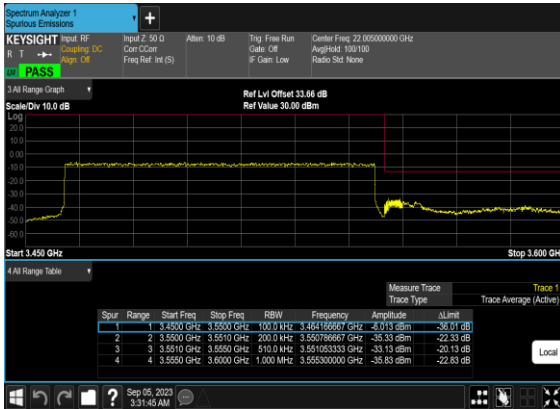 Spectrum Analyzer 1
Spurious Emissions
KEYSIGHT Input: RF Input Z: 50 Ω Atten: 10 dB Trig: Free Run Center Freq: 22.005000000 GHz
R T Coupling: DC Corr CCorr Gate: Off Avg|Hold: 100/100
Align: Off Freq Ref: Int (S) IF Gain: Low Radio Std: None
PASS
3 All Range Graph
Ref Lvl Offset 33.66 dB
Scale/Div 10.0 dB Ref Value 30.00 dBm
Log
20.0
10.0
0.00
-10.0
-20.0
-30.0
-40.0
-50.0
-60.0
Start 3.450 GHz Stop 3.600 GH
4 All Range Table
Measure Trace Trace 1
Trace Type Trace Average (Active)
Spur Range Start Freq Stop Freq RBW Frequency Amplitude ΔLimit
1 1 3.4500 GHz 3.5500 GHz 100.0 kHz 3.464166667 GHz -6.013 dBm -36.01 dB
2 2 3.5500 GHz 3.5510 GHz 200.0 kHz 3.550786667 GHz -35.33 dBm -22.33 dB
3 3 3.5510 GHz 3.5550 GHz 510.0 kHz 3.551053333 GHz -33.13 dBm -20.13 dB
4 4 3.5550 GHz 3.6000 GHz 1.000 MHz 3.555300000 GHz -35.83 dBm -22.83 dB
Local
Sep 05, 2023
3:31:45 AM